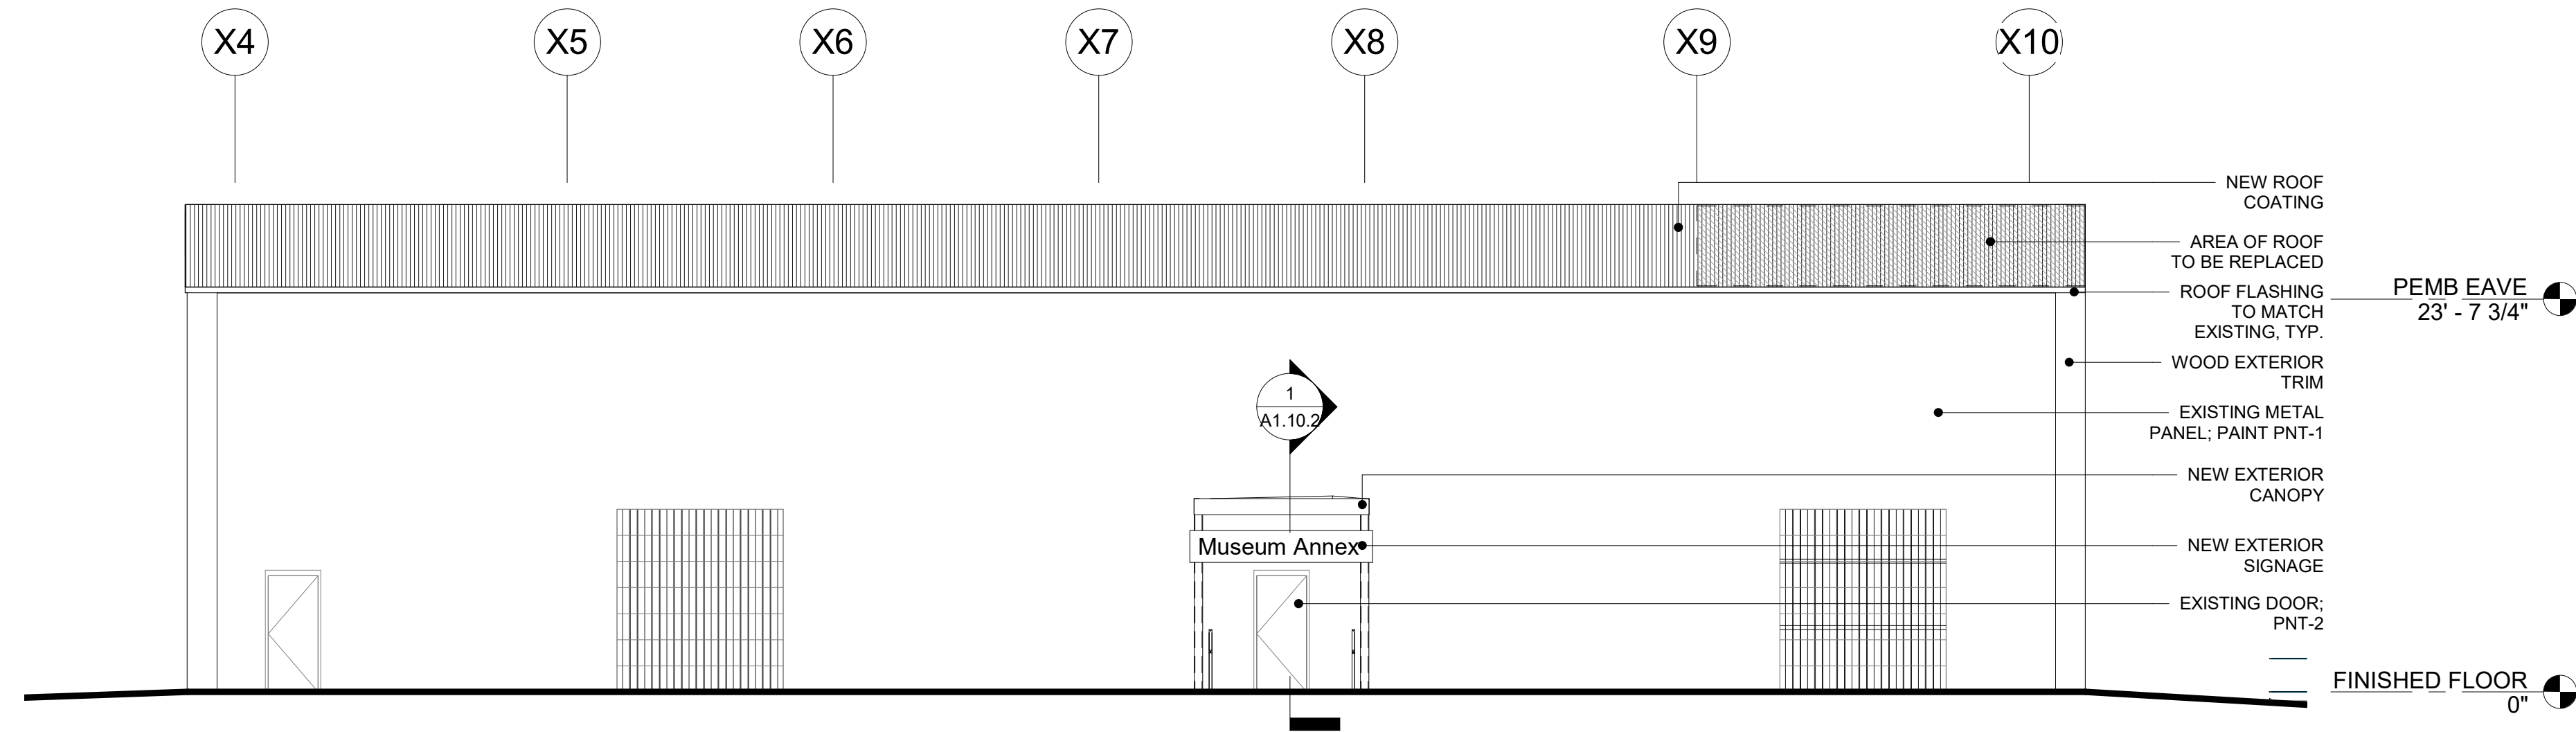 X4
X5
X6
X7
X8
X9
X10
NEW ROOF
COATING
AREA OF ROOF
TO BE REPLACED
ROOF FLASHING
TO MATCH
EXISTING, TYP.
PEMB EAVE
23' - 7 3/4"
WOOD EXTERIOR
TRIM
1
A1.10.2
EXISTING METAL
PANEL; PAINT PNT-1
NEW EXTERIOR
CANOPY
Museum Annex
NEW EXTERIOR
SIGNAGE
EXISTING DOOR;
PNT-2
FINISHED FLOOR
0"